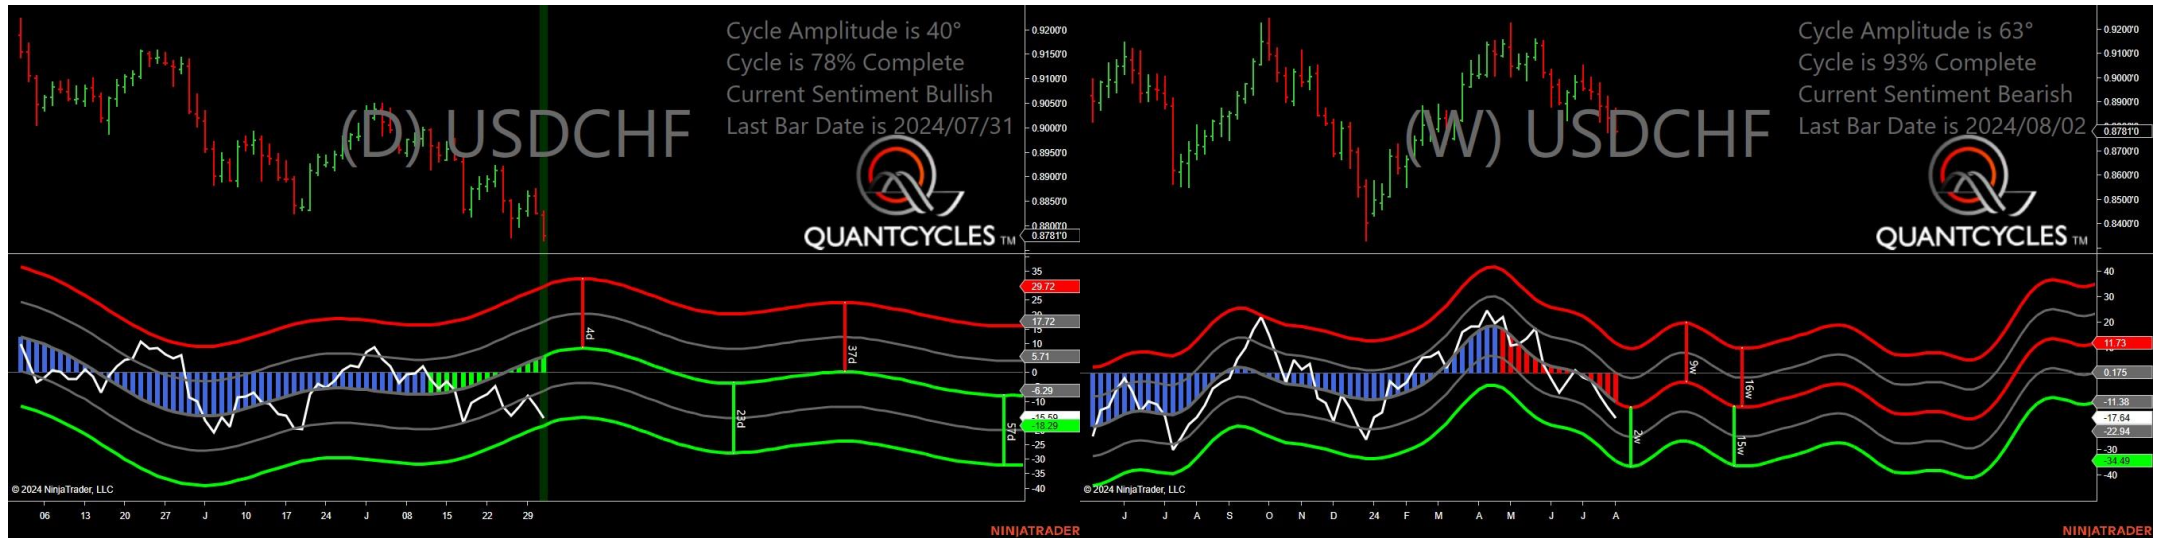 Cycle Amplitude is 40°
Cycle is 78% Complete
Current Sentiment Bullish
Last Bar Date is 2024/07/31
(D) USDCHF
QUANTCYCLES TM
0.9200'0
0.9150'0
0.9100'0
0.9050'0
0.9000'0
0.8950'0
0.8900'0
0.8850'0
0.8800'0
0.8781'0
35
29.72
25
17.72
15
10
5.71
0
-6.29
-10
-15.59
-18.29
-25
-30
-35
-40
4d
23d
37d
57d
© 2024 NinjaTrader, LLC
06 13 20 27 J 10 17 24 J 08 15 22 29
NINJATRADER
Cycle Amplitude is 63°
Cycle is 93% Complete
Current Sentiment Bearish
Last Bar Date is 2024/08/02
(W) USDCHF
QUANTCYCLES TM
0.9200'0
0.9100'0
0.9000'0
0.8900'0
0.8781'0
0.8700'0
0.8600'0
0.8500'0
0.8400'0
40
30
20
11.73
0.175
-11.38
-17.64
-22.94
-30
-34.49
-40
9w
16w
2w
15w
© 2024 NinjaTrader, LLC
J J A S O N D 24 F M A M J J A
NINJATRADER